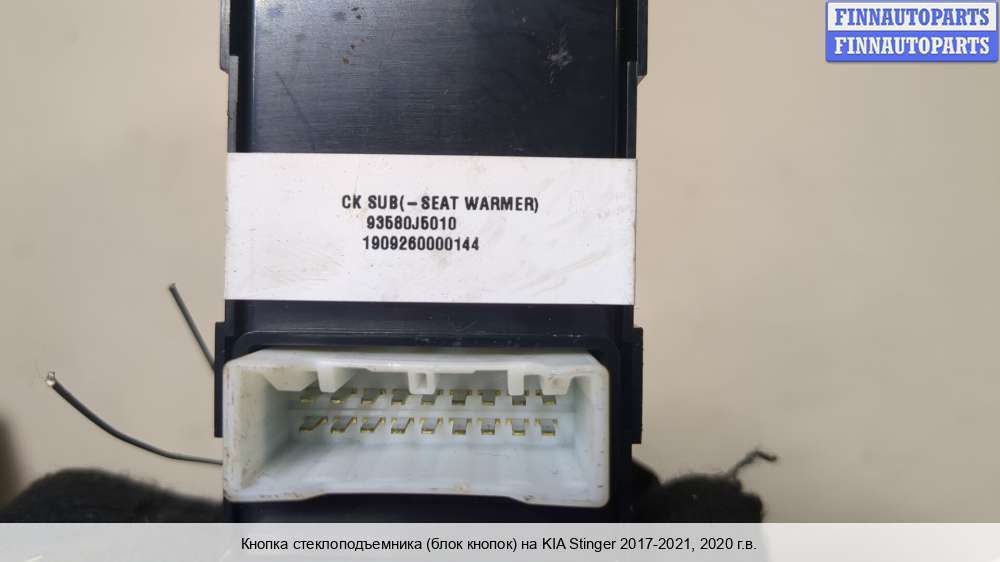 FINNAUTOPARTS
FINNAUTOPARTS
CK SUB(-SEAT WARMER)
93580J5010
1909260000144
Кнопка стеклоподъемника (блок кнопок) на KIA Stinger 2017-2021, 2020 г.в.